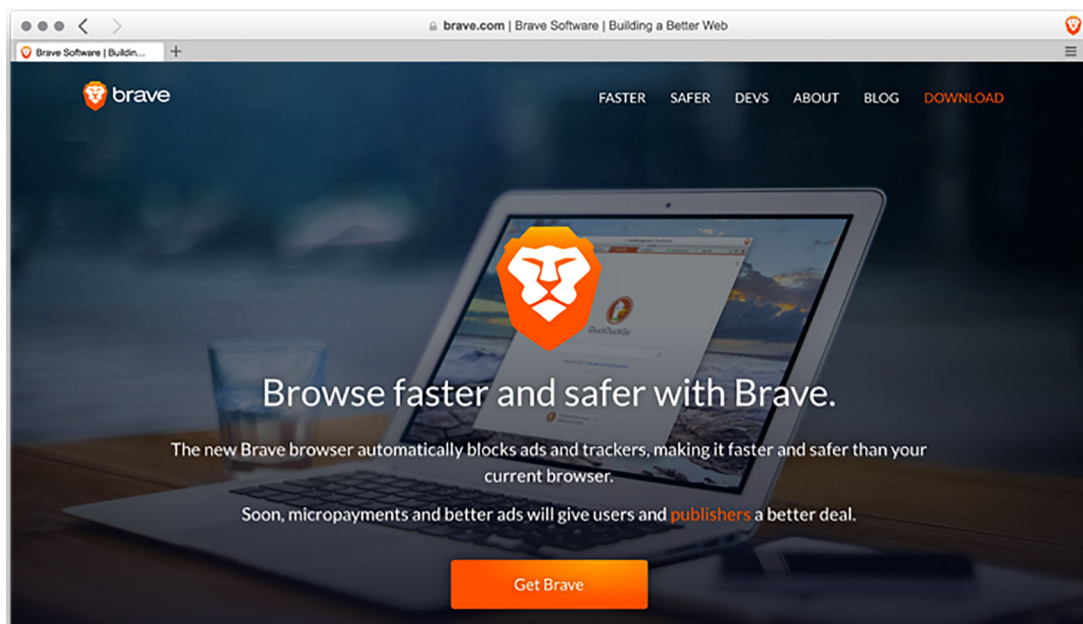 brave.com | Brave Software | Building a Better Web
Brave Software | Buildin...
brave
FASTER SAFER DEVS ABOUT BLOG DOWNLOAD
DuckDuckGo
Browse faster and safer with Brave.
The new Brave browser automatically blocks ads and trackers, making it faster and safer than your
current browser.
Soon, micropayments and better ads will give users and publishers a better deal.
Get Brave